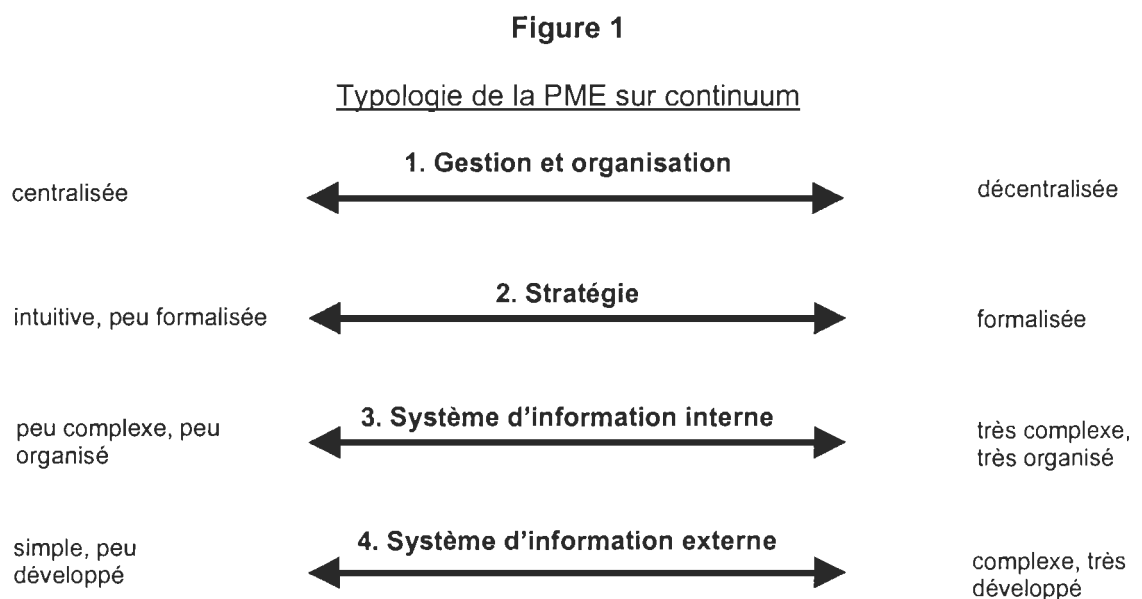 Figure 1
Typologie de la PME sur continuum
1. Gestion et organisation
centralisée
décentralisée
2. Stratégie
intuitive, peu formalisée
formalisée
3. Système d'information interne
peu complexe, peu
organisé
très complexe,
très organisé
4. Système d'information externe
simple, peu
développé
complexe, très
développé